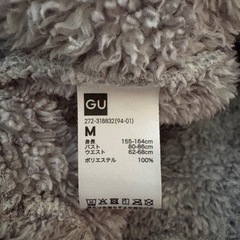 GU
272-318832(94-01)
M
身長 155-164cm
バスト 80-86cm
ウエスト 62-68cm
ポリエステル 100%